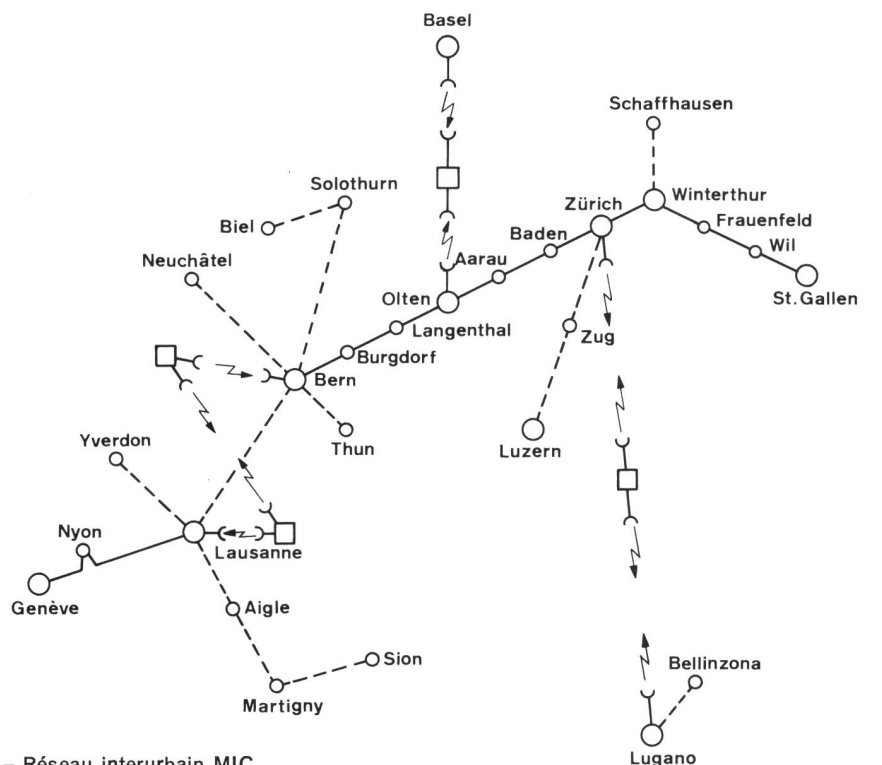 Basel
Schaffhausen
Solothurn
Zürich
Winterthur
Biel
Frauenfeld
Baden
Wil
Neuchâtel
Aarau
St.Gallen
Olten
Langenthal
Zug
Burgdorf
Bern
Yverdon
Thun
Luzern
Nyon
Lausanne
Genève
Aigle
Sion
Bellinzona
Martigny
Lugano
– Réseau interurbain MIC